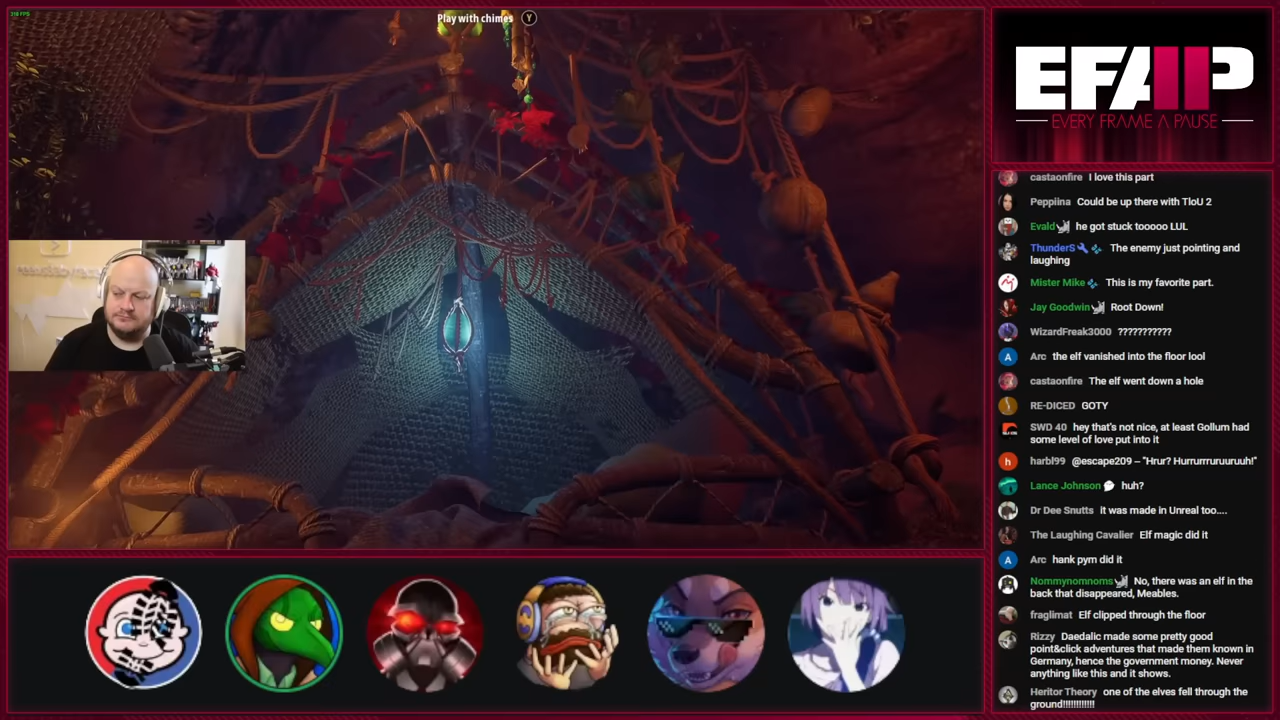 218 FPS
Play with chimes Y
EFAP
EVERY FRAME A PAUSE
castaonfire I love this part
Peppiina Could be up there with TloU 2
Evald he got stuck tooooo LUL
ThunderS The enemy just pointing and
laughing
Mister Mike This is my favorite part.
Jay Goodwin Root Down!
WizardFreak3000 ???????????
A Arc the elf vanished into the floor lool
castaonfire The elf went down a hole
RE-DICED GOTY
SWD 40 hey that's not nice, at least Gollum had
some level of love put into it
h harbl99 @escape209 – "Hrur? Hurrurrruruuruuh!"
Lance Johnson huh?
Dr Dee Snutts it was made in Unreal too....
The Laughing Cavalier Elf magic did it
A Arc hank pym did it
Nommynomnoms No, there was an elf in the
back that disappeared, Meables.
fraglimat Elf clipped through the floor
Rizzy Daedalic made some pretty good
point&click adventures that made them known in
Germany, hence the government money. Never
anything like this and it shows.
Heritor Theory one of the elves fell through the
ground!!!!!!!!!!!!